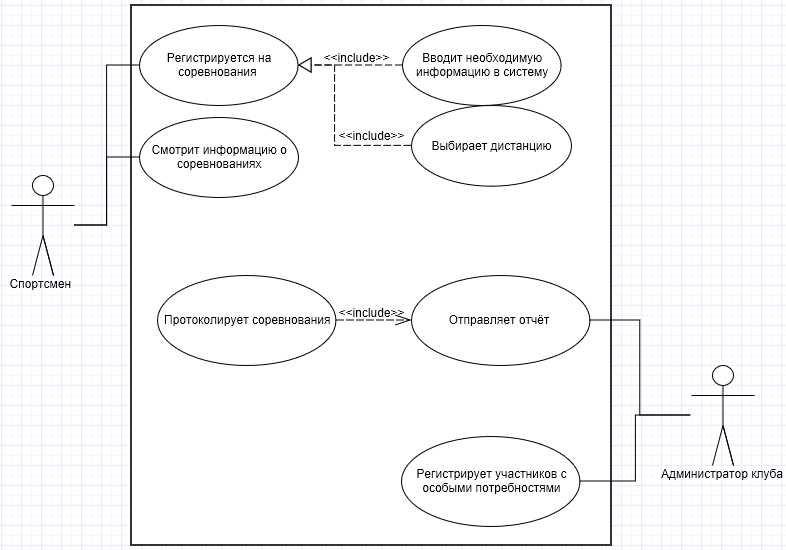 Регистрируется на
соревнования
<<include>>
Вводит необходимую
информацию в систему
<<include>>
Выбирает дистанцию
Смотрит информацию о
соревнованиях
Спортсмен
Протоколирует соревнования
<<include>>
Отправляет отчёт
Администратор клуба
Регистрирует участников с
особыми потребностями